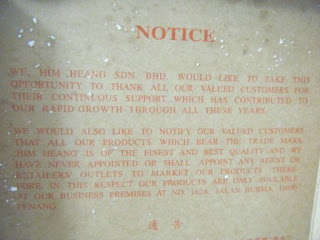 NOTICE
WE, HIM HEANG SDN. BHD. WOULD LIKE TO TAKE THIS
OPPORTUNITY TO THANK ALL OUR VALUED CUSTOMERS FOR
THEIR CONTINUOUS SUPPORT WHICH HAS CONTRIBUTED TO
OUR RAPID GROWTH THROUGH ALL THESE YEARS.
WE WOULD ALSO LIKE TO NOTIFY OUR VALUED CUSTOMERS
THAT ALL OUR PRODUCTS WHICH BEAR THE TRADE MARK
HIM HEANG IS OF THE FINEST AND BEST QUALITY AND WE
HAVE NEVER APPOINTED OR SHALL APPOINT ANY AGENT OR
RETAILERS' OUTLETS TO MARKET OUR PRODUCTS THERE-
FORE, IN THIS RESPECT OUR PRODUCTS ARE ONLY AVAILABLE
AT OUR BUSINESS PREMISES AT NO. 162A, JALAN BURMA, 10050
PENANG.
通 告